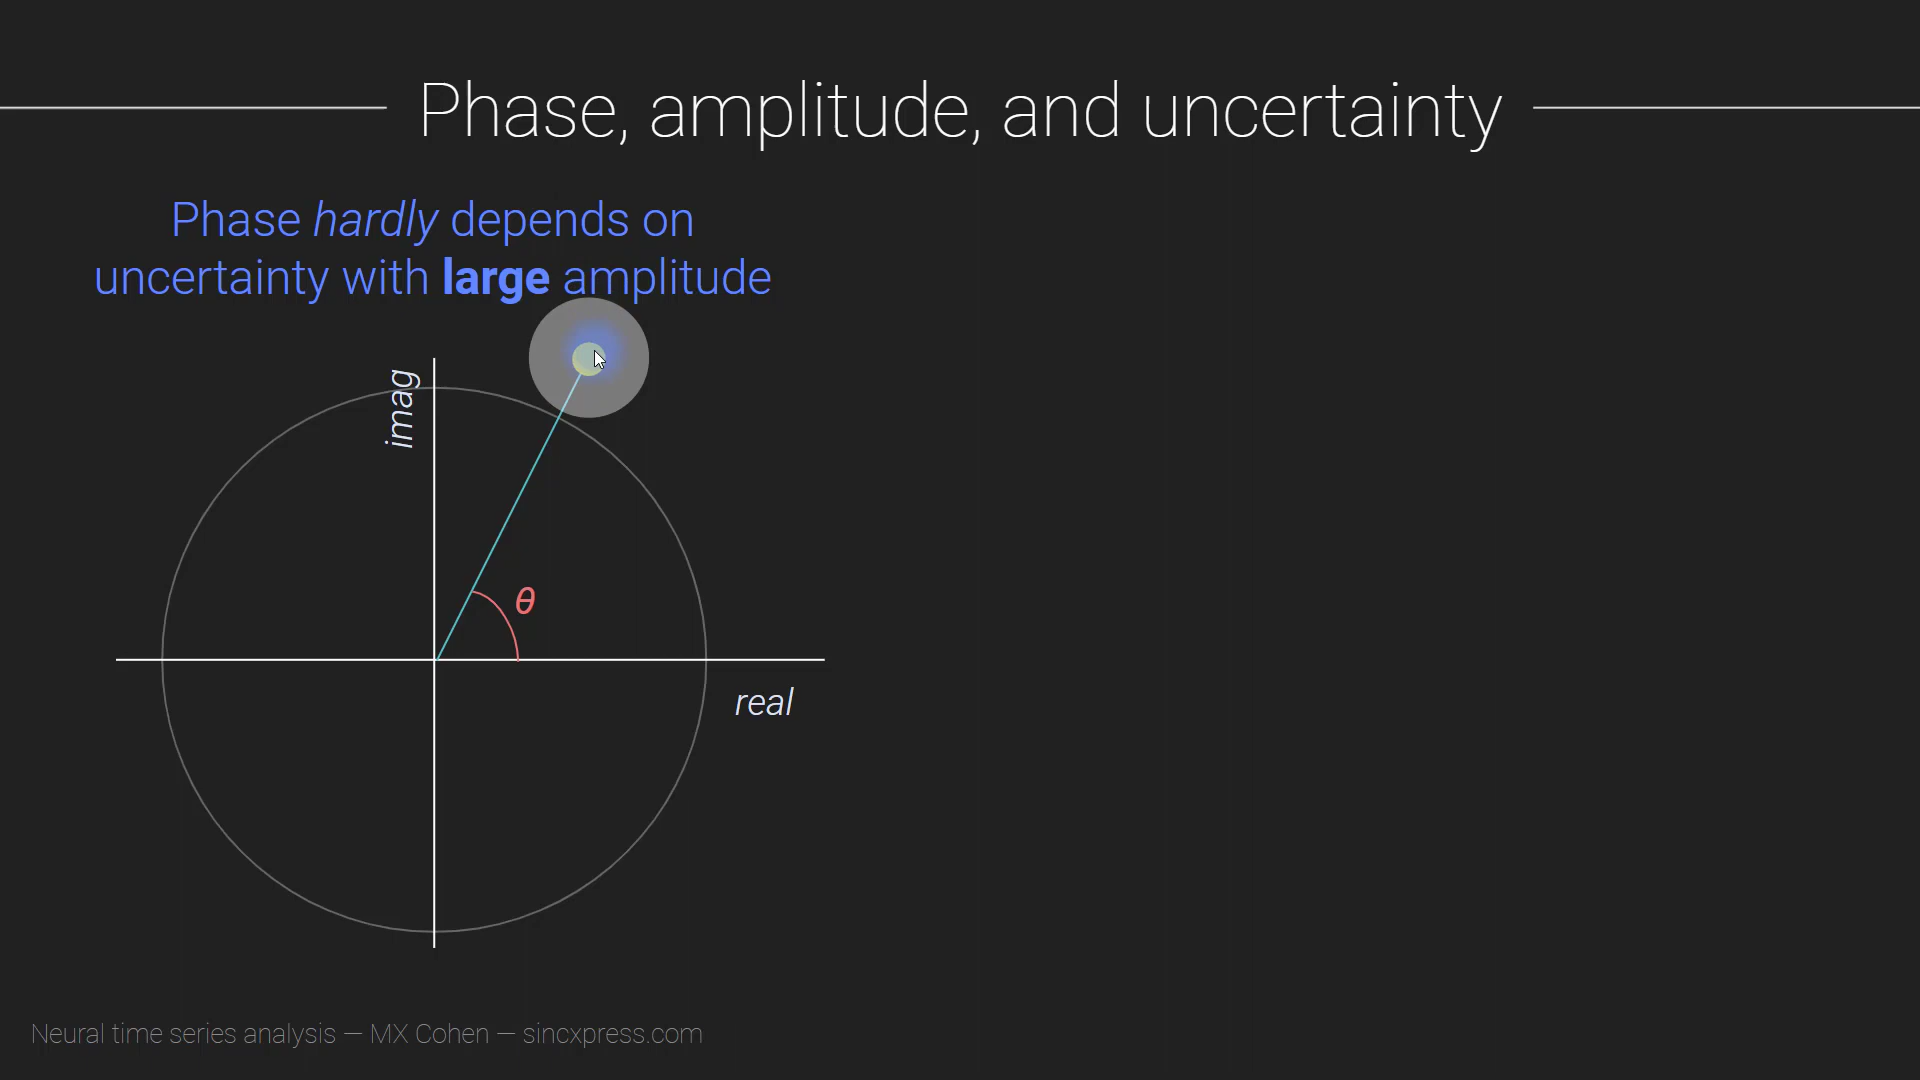 Phase, amplitude, and uncertainty
Phase hardly depends on
uncertainty with large amplitude
imag
θ
real
Neural time series analysis — MX Cohen — sincxpress.com